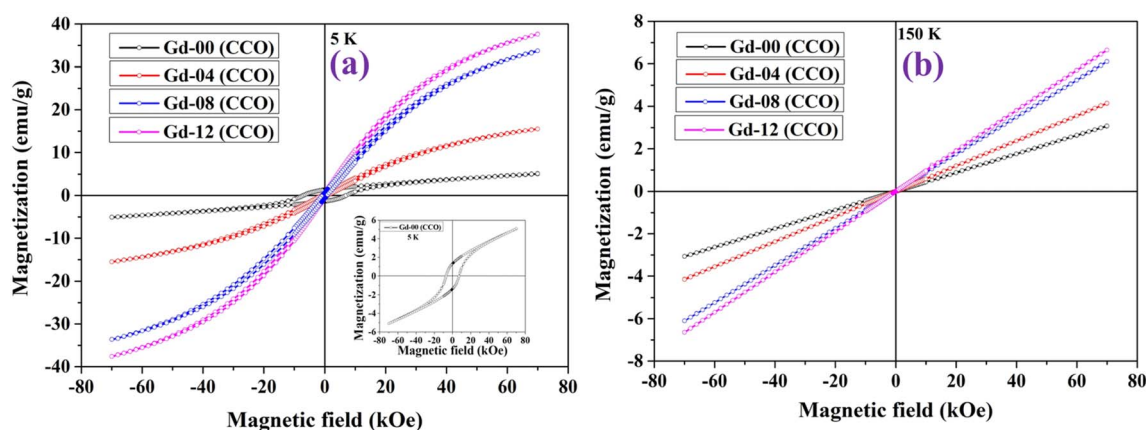 5 K
(a)
Gd-00 (CCO)
Gd-04 (CCO)
Gd-08 (CCO)
Gd-12 (CCO)
Magnetization (emu/g)
40
30
20
10
0
-10
-20
-30
-40
-80 -60 -40 -20 0 20 40 60 80
Magnetic field (kOe)
Gd-00 (CCO)
5 K
Magnetization (emu/g)
6
4
2
0
-2
-4
-6
-80 -60 -40 -20 0 20 40 60 80
Magnetic field (kOe)
150 K
(b)
Gd-00 (CCO)
Gd-04 (CCO)
Gd-08 (CCO)
Gd-12 (CCO)
Magnetization (emu/g)
8
6
4
2
0
-2
-4
-6
-8
-80 -60 -40 -20 0 20 40 60 80
Magnetic field (kOe)